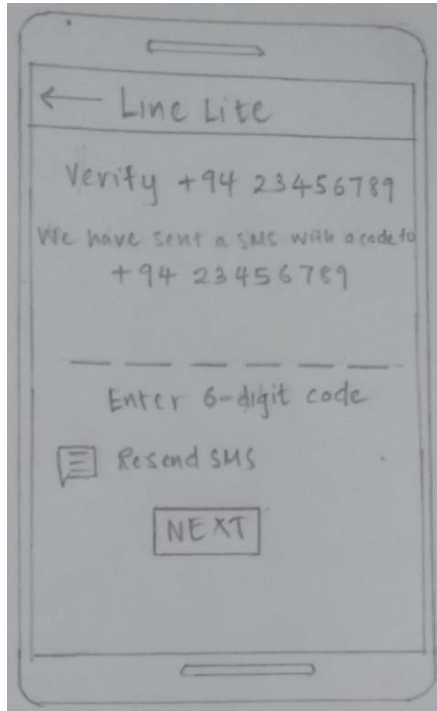 Line Lite
Verify +94 23456789
We have sent a SMS with a code to
+94 23456789
Enter 6-digit code
Resend SMS
NEXT